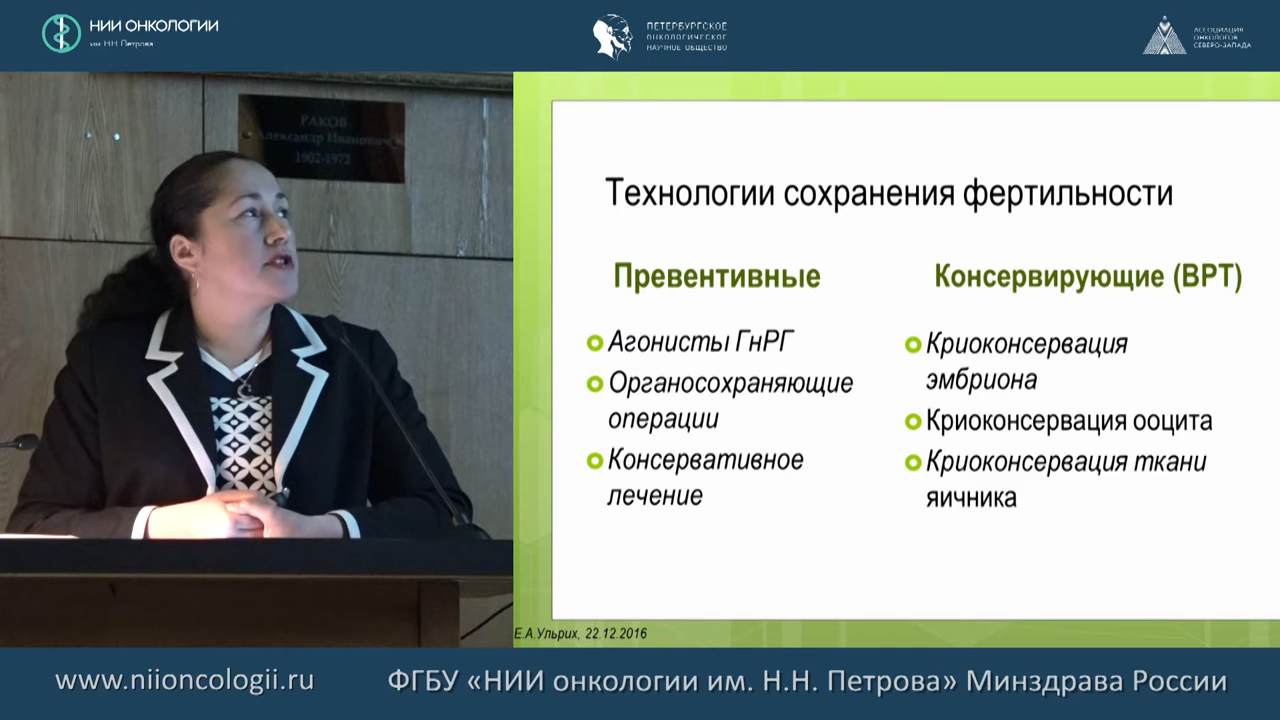 НИИ ОНКОЛОГИИ
им. Н.Н. Петрова
ПЕТЕРБУРГСКОЕ
ОНКОЛОГИЧЕСКОЕ
НАУЧНОЕ ОБЩЕСТВО
АССОЦИАЦИЯ
ОНКОЛОГОВ
СЕВЕРО-ЗАПАДА
РАКОВ
Александр Иванович
1902-1972
Технологии сохранения фертильности
Превентивные
Агонисты ГнРГ
Органосохраняющие
операции
Консервативное
лечение
Консервирующие (ВРТ)
Криоконсервация
эмбриона
Криоконсервация ооцита
Криоконсервация ткани
яичника
Е.А.Ульрих, 22.12.2016
www.niioncologii.ru
ФГБУ «НИИ онкологии им. Н.Н. Петрова» Минздрава России